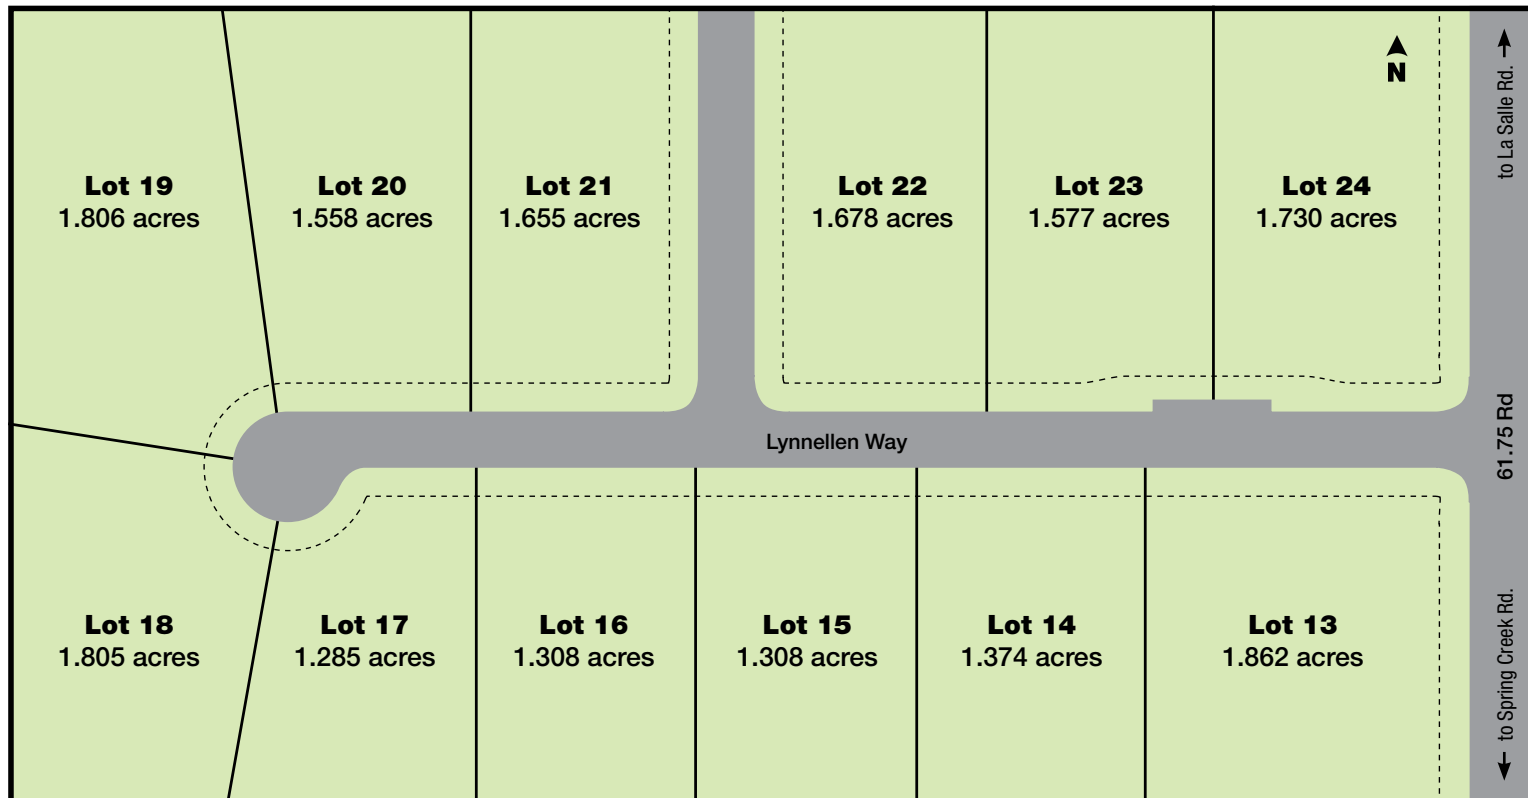 N
to La Salle Rd.
Lot 19
1.806 acres
Lot 20
1.558 acres
Lot 21
1.655 acres
Lot 22
1.678 acres
Lot 23
1.577 acres
Lot 24
1.730 acres
Lynnellen Way
61.75 Rd
Lot 18
1.805 acres
Lot 17
1.285 acres
Lot 16
1.308 acres
Lot 15
1.308 acres
Lot 14
1.374 acres
Lot 13
1.862 acres
to Spring Creek Rd.